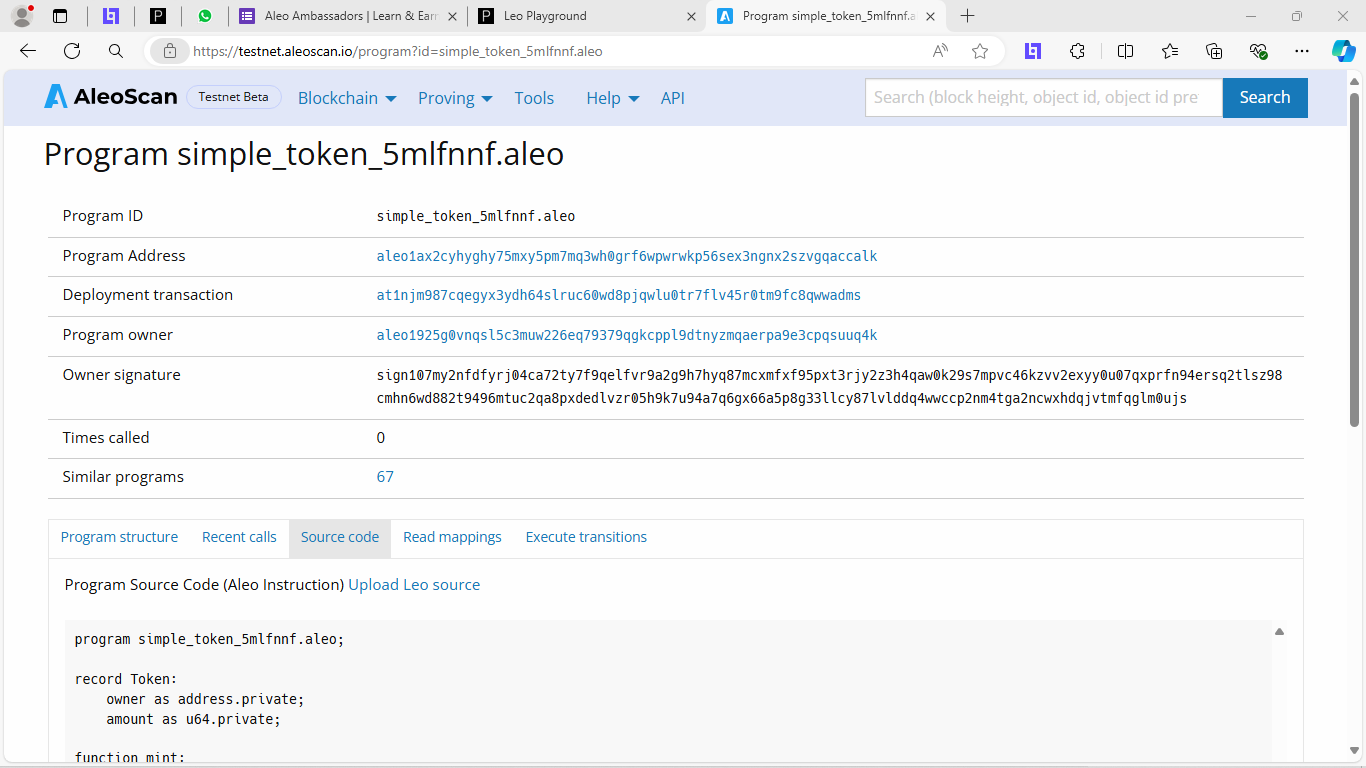 Aleo Ambassadors | Learn & Earn
Leo Playground
Program simple_token_5mlfnnf.a
https://testnet.aleoscan.io/program?id=simple_token_5mlfnnf.aleo
AleoScan
Testnet Beta
Blockchain
Proving
Tools
Help
API
Search (block height, object id, object id pre
Search
Program simple_token_5mlfnnf.aleo
Program ID simple_token_5mlfnnf.aleo
Program Address aleo1ax2cyhyghy75mxy5pm7mq3wh0grf6wpwrwkp56sex3ngnx2szvgqaccalk
Deployment transaction at1njm987cqegyx3ydh64slruc60wd8pjqwlu0tr7flv45r0tm9fc8qwwadms
Program owner aleo1925g0vnqsl5c3muw226eq79379qgkcppl9dtnyzmqaerpa9e3cpqsuuq4k
Owner signature sign107my2nfdfyrj04ca72ty7f9qelfvr9a2g9h7hyq87mcxmfxf95pxt3rjy2z3h4qaw0k29s7mpvc46kzvv2exyy0u07qxprfn94ersq2tlsz98
cmhn6wd882t9496mtuc2qa8pxdedlvzr05h9k7u94a7q6gx66a5p8g33llcy87lvlddq4wwccp2nm4tga2ncwxhdqjvtmfqglm0ujs
Times called 0
Similar programs 67
Program structure
Recent calls
Source code
Read mappings
Execute transitions
Program Source Code (Aleo Instruction) Upload Leo source
program simple_token_5mlfnnf.aleo;
record Token:
owner as address.private;
amount as u64.private;
function mint: